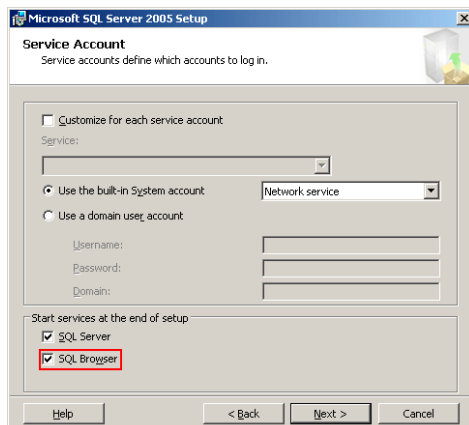 Microsoft SQL Server 2005 Setup
Service Account
Service accounts define which accounts to log in.
Customize for each service account
Service:
Use the built-in System account
Network service
Use a domain user account
Username:
Password:
Domain:
Start services at the end of setup
SQL Server
SQL Browser
Help
< Back
Next >
Cancel